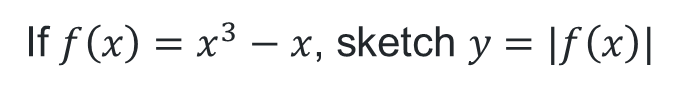 If f(x) = x³ − x, sketch y = |f(x)|